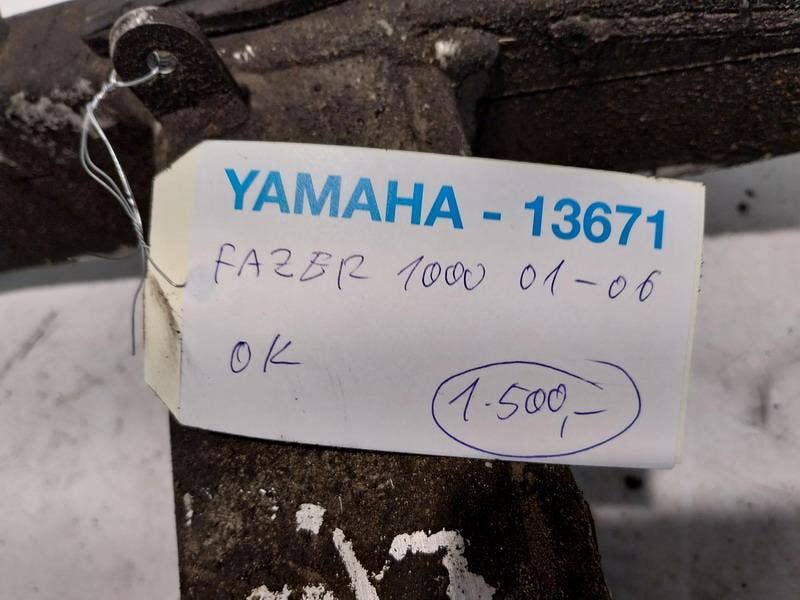 YAMAHA - 13671
FAZER 1000 01-06
OK
1.500,-